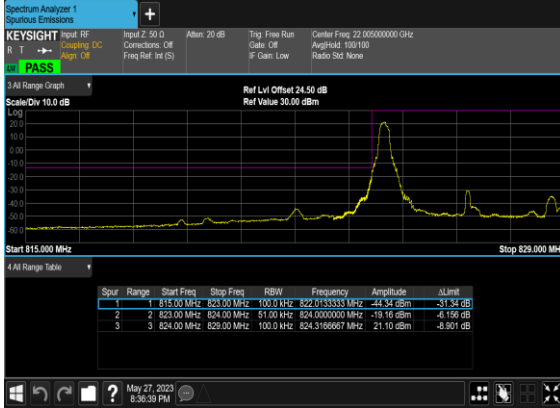 Spectrum Analyzer 1
Spurious Emissions
+
KEYSIGHT Input: RF Input Z: 50 Ω Atten: 20 dB Trig: Free Run Center Freq: 22.005000000 GHz
R T Coupling: DC Corrections: Off Gate: Off Avg|Hold: 100/100
Align: Off Freq Ref: Int (S) IF Gain: Low Radio Std: None
PASS
3 All Range Graph
Ref Lvl Offset 24.50 dB
Scale/Div 10.0 dB Ref Value 30.00 dBm
Log
20.0
10.0
0.00
-10.0
-20.0
-30.0
-40.0
-50.0
-60.0
Start 815.000 MHz Stop 829.000 MH
4 All Range Table
Spur Range Start Freq Stop Freq RBW Frequency Amplitude ΔLimit
1 1 815.00 MHz 823.00 MHz 100.0 kHz 822.0133333 MHz -44.34 dBm -31.34 dB
2 2 823.00 MHz 824.00 MHz 51.00 kHz 824.0000000 MHz -19.16 dBm -6.156 dB
3 3 824.00 MHz 829.00 MHz 100.0 kHz 824.3166667 MHz 21.10 dBm -8.901 dB
? May 27, 2023
8:36:39 PM